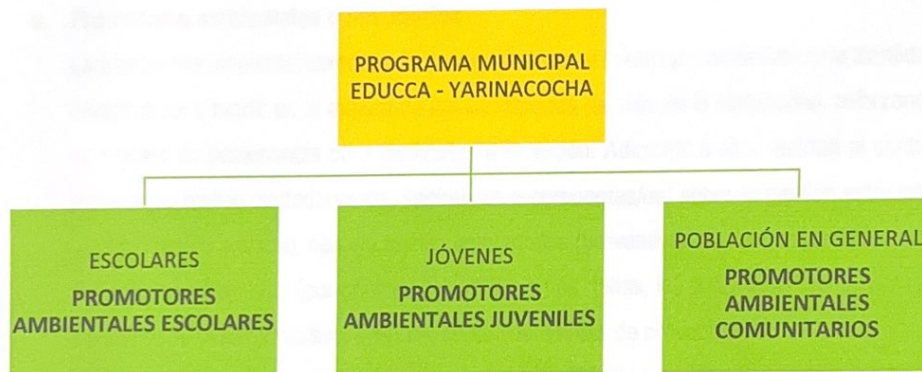 PROGRAMA MUNICIPAL
EDUCCA - YARINACOCHA
ESCOLARES
PROMOTORES
AMBIENTALES ESCOLARES
JÓVENES
PROMOTORES
AMBIENTALES JUVENILES
POBLACIÓN EN GENERAL
PROMOTORES
AMBIENTALES
COMUNITARIOS